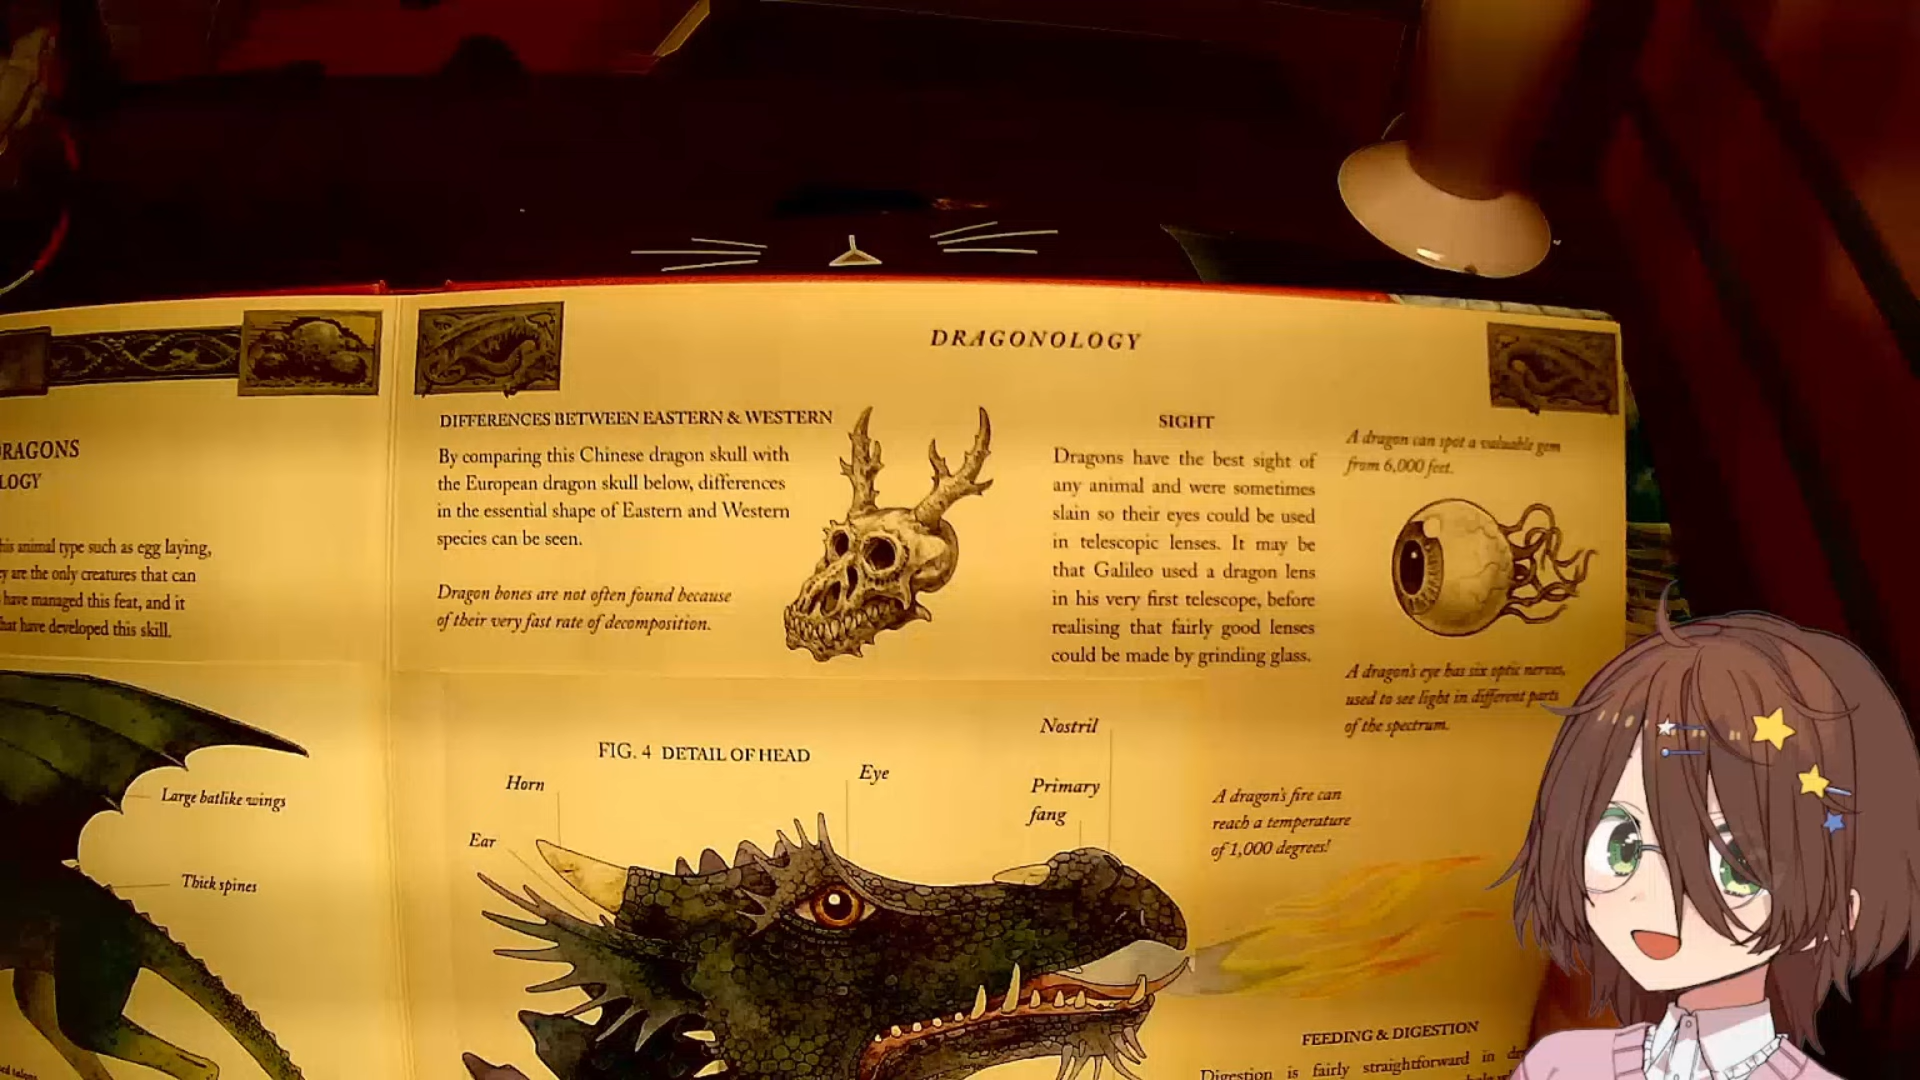 DRAGONOLOGY
RAGONS
LOGY
his animal type such as egg laying,
y are the only creatures that can
have managed this feat, and it
hat have developed this skill.
Large batlike wings
Thick spines
DIFFERENCES BETWEEN EASTERN & WESTERN
By comparing this Chinese dragon skull with
the European dragon skull below, differences
in the essential shape of Eastern and Western
species can be seen.
Dragon bones are not often found because
of their very fast rate of decomposition.
SIGHT
Dragons have the best sight of
any animal and were sometimes
slain so their eyes could be used
in telescopic lenses. It may be
that Galileo used a dragon lens
in his very first telescope, before
realising that fairly good lenses
could be made by grinding glass.
A dragon can spot a valuable gem
from 6,000 feet.
A dragon's eye has six optic nerves,
used to see light in different parts
of the spectrum.
FIG. 4 DETAIL OF HEAD
Nostril
Horn
Eye
Primary
fang
Ear
A dragon's fire can
reach a temperature
of 1,000 degrees!
FEEDING & DIGESTION
Digestion is fairly straightforward in